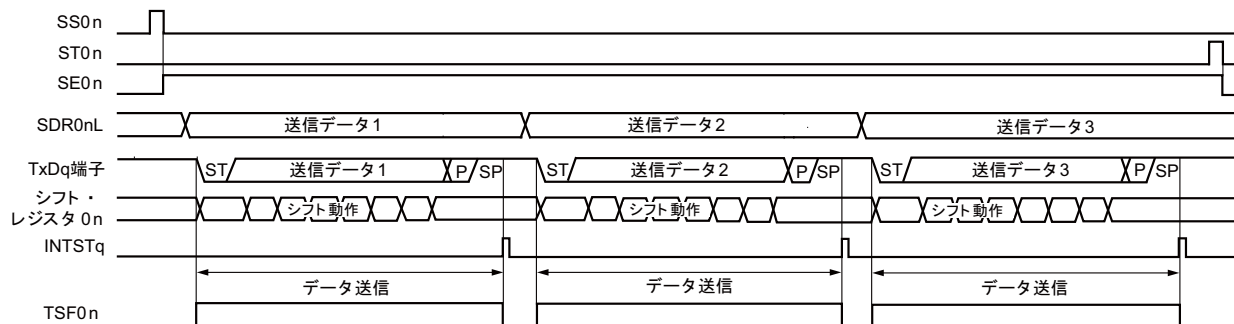 SS0n
ST0n
SE0n
SDR0nL 送信データ1 送信データ2 送信データ3
TxDq端子 ST 送信データ1 P SP ST 送信データ2 P SP ST 送信データ3 P SP
シフト・
レジスタ0n シフト動作 シフト動作 シフト動作
INTSTq
データ送信 データ送信 データ送信
TSF0n